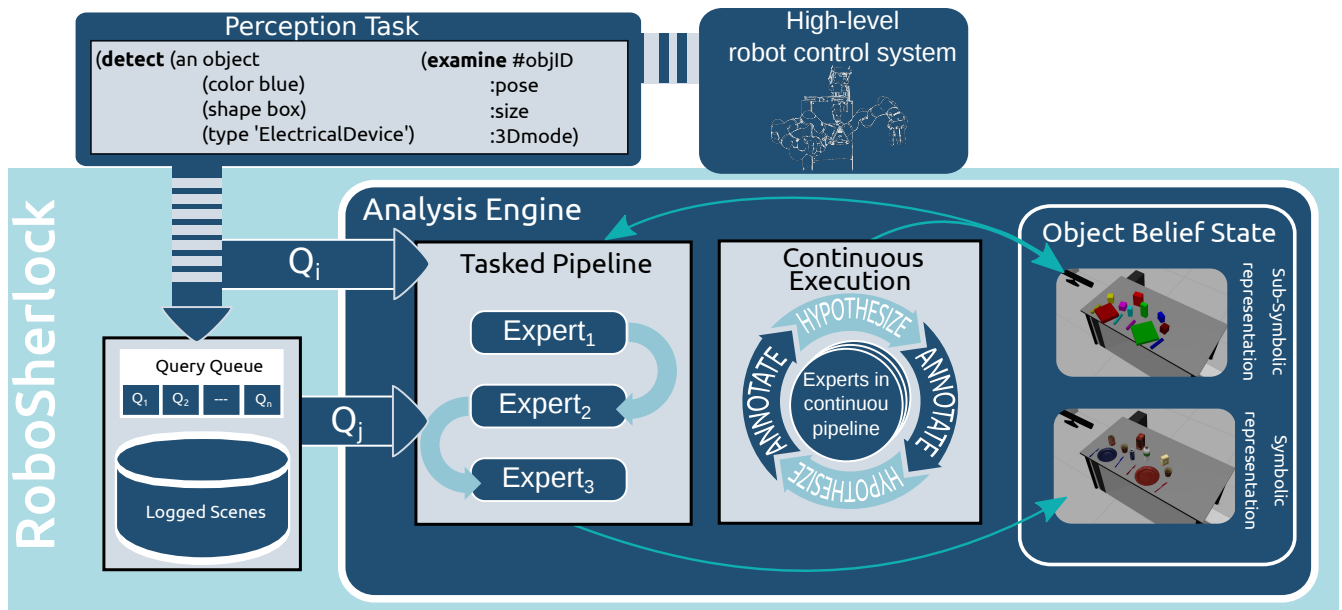 Perception Task
(detect (an object
(color blue)
(shape box)
(type 'ElectricalDevice')
(examine #objID
:pose
:size
:3Dmode)
High-level
robot control system
RoboSherlock
Analysis Engine
Qi
Qj
Query Queue
Q1 Q2 --- Qn
Logged Scenes
Tasked Pipeline
Expert1
Expert2
Expert3
Continuous
Execution
HYPOTHESIZE
ANNOTATE
HYPOTHESIZE
ANNOTATE
Experts in
continuou
pipeline
Object Belief State
Sub-Symbolic
representation
Symbolic
representation